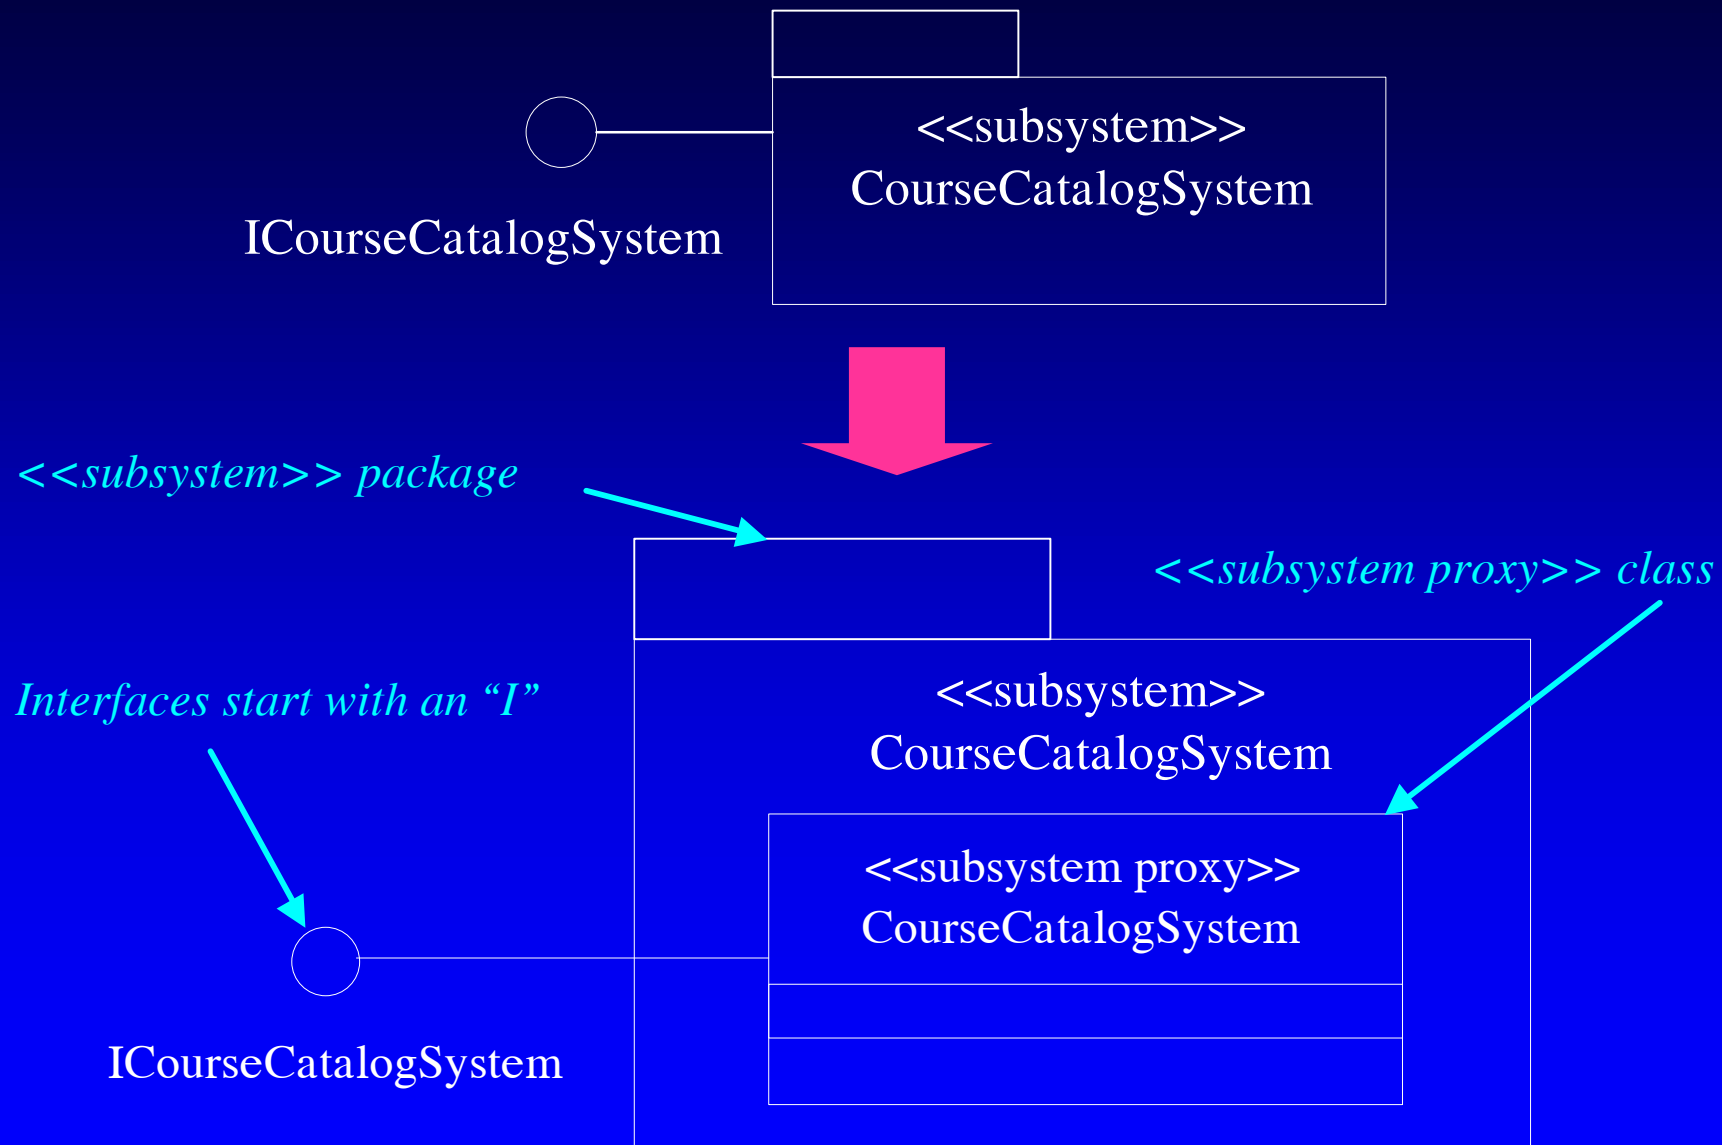 <<subsystem>>
CourseCatalogSystem
ICourseCatalogSystem
<<subsystem>> package
<<subsystem proxy>> class
<<subsystem>>
Interfaces start with an “I”
CourseCatalogSystem
<<subsystem proxy>>
CourseCatalogSystem
ICourseCatalogSystem